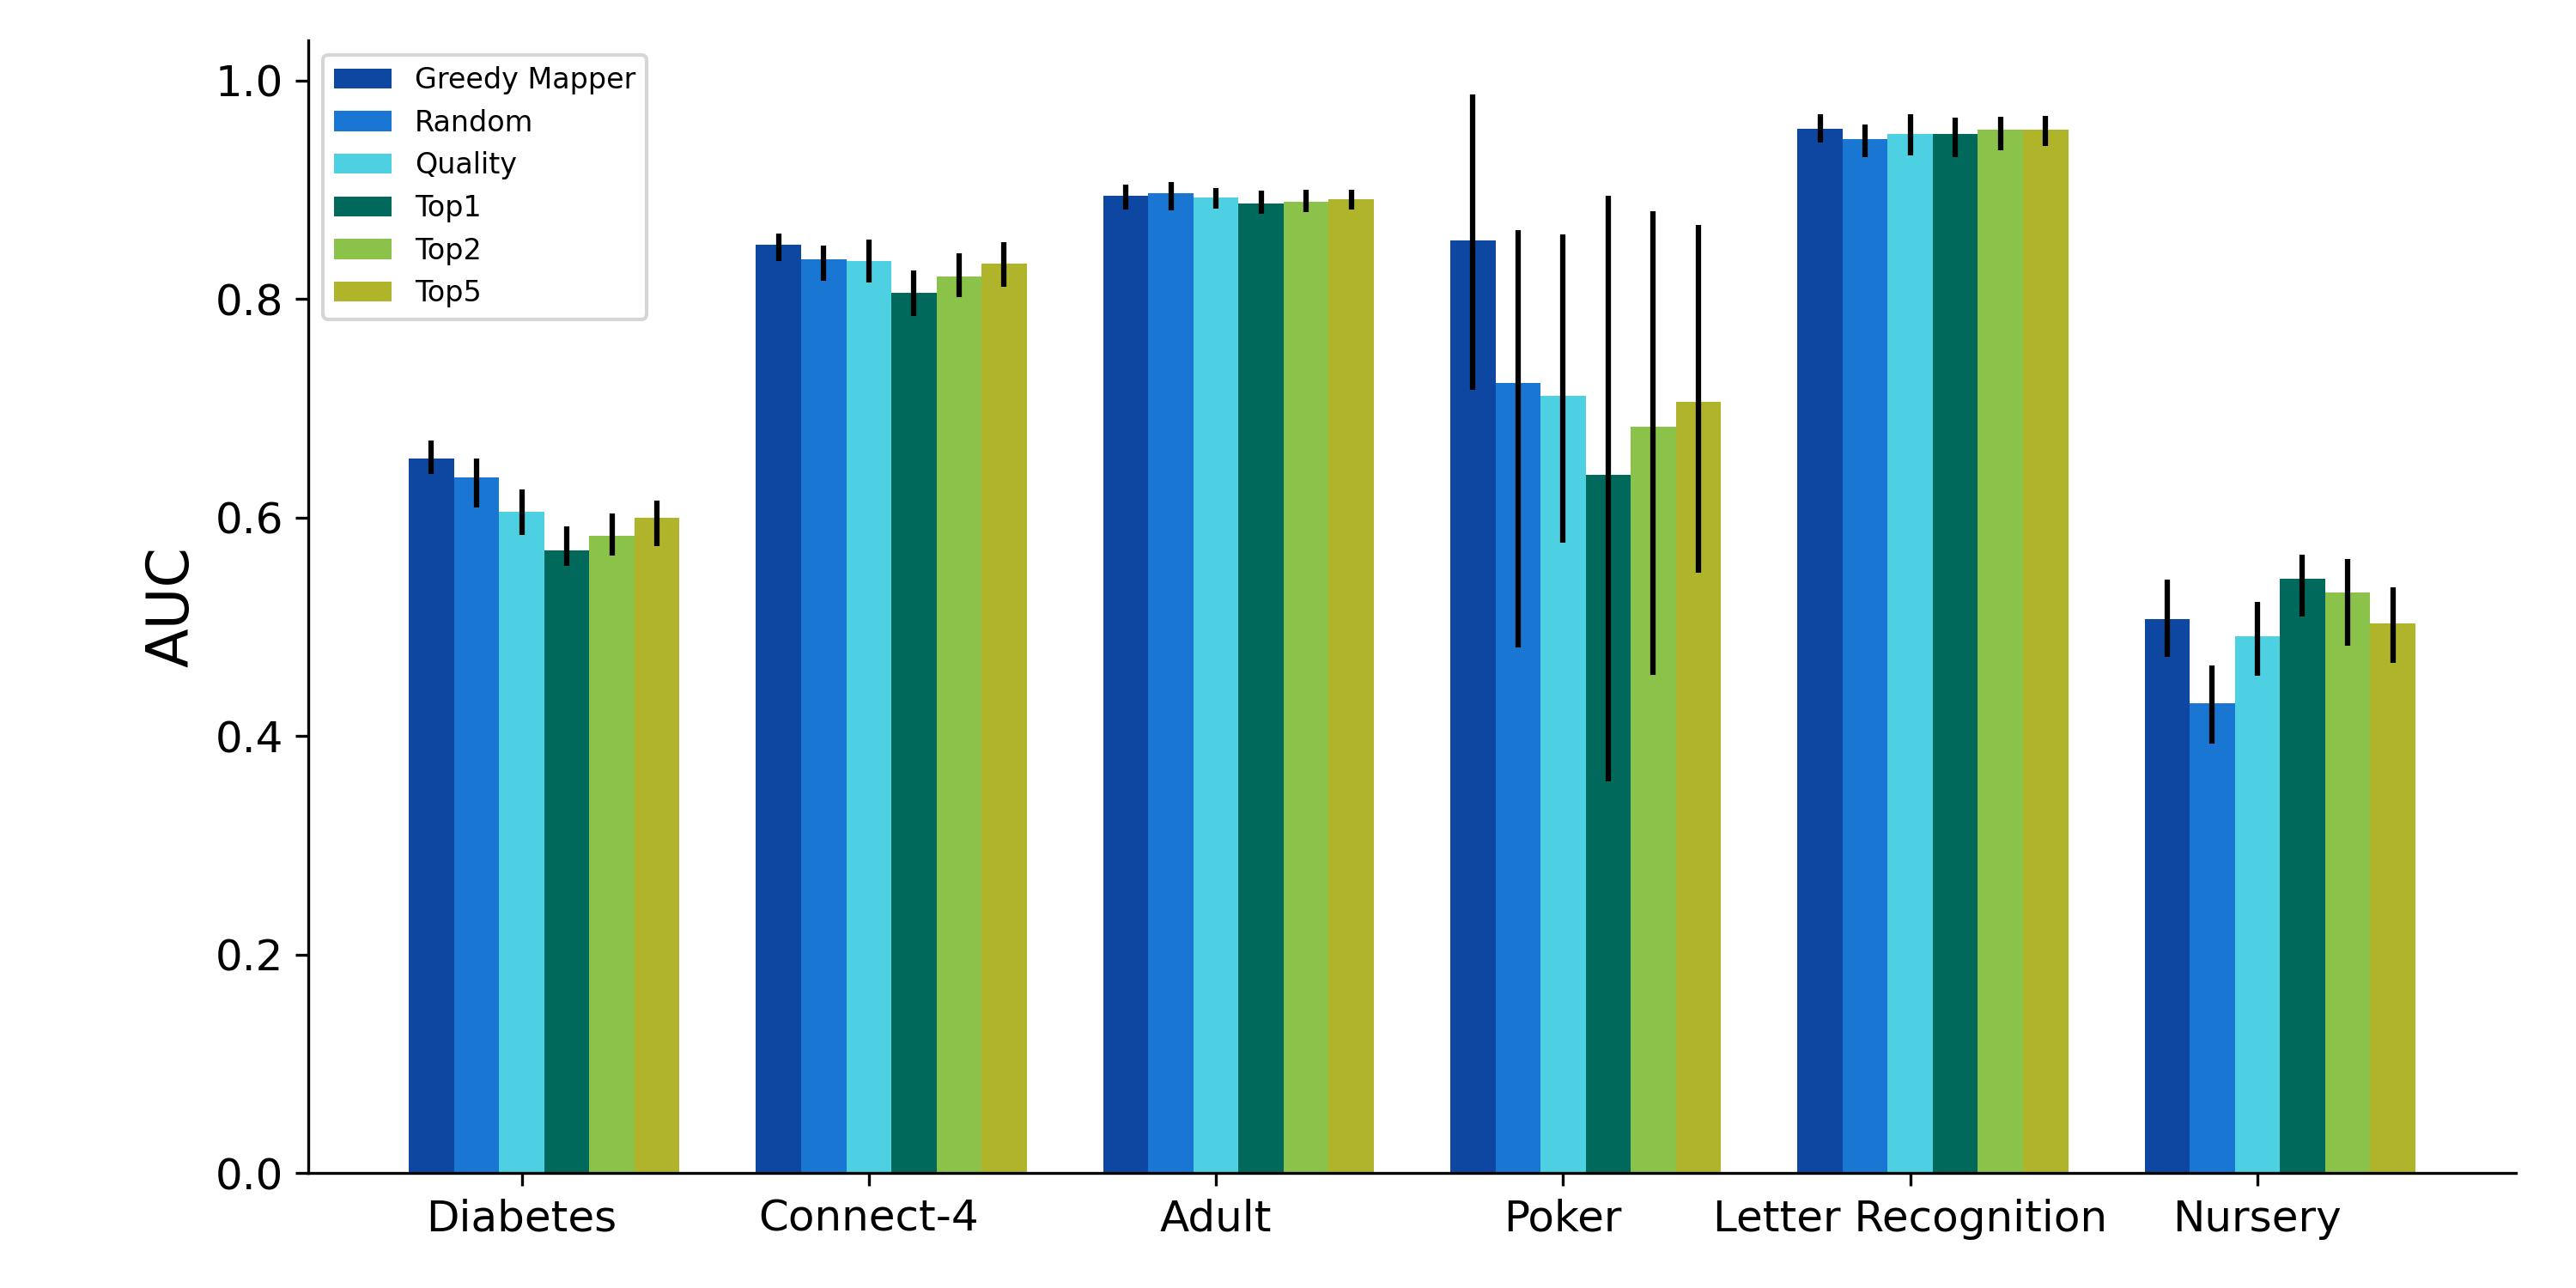 1.0
0.8
0.6
0.4
0.2
0.0
AUC
Greedy Mapper
Random
Quality
Top1
Top2
Top5
Diabetes
Connect-4
Adult
Poker
Letter Recognition
Nursery